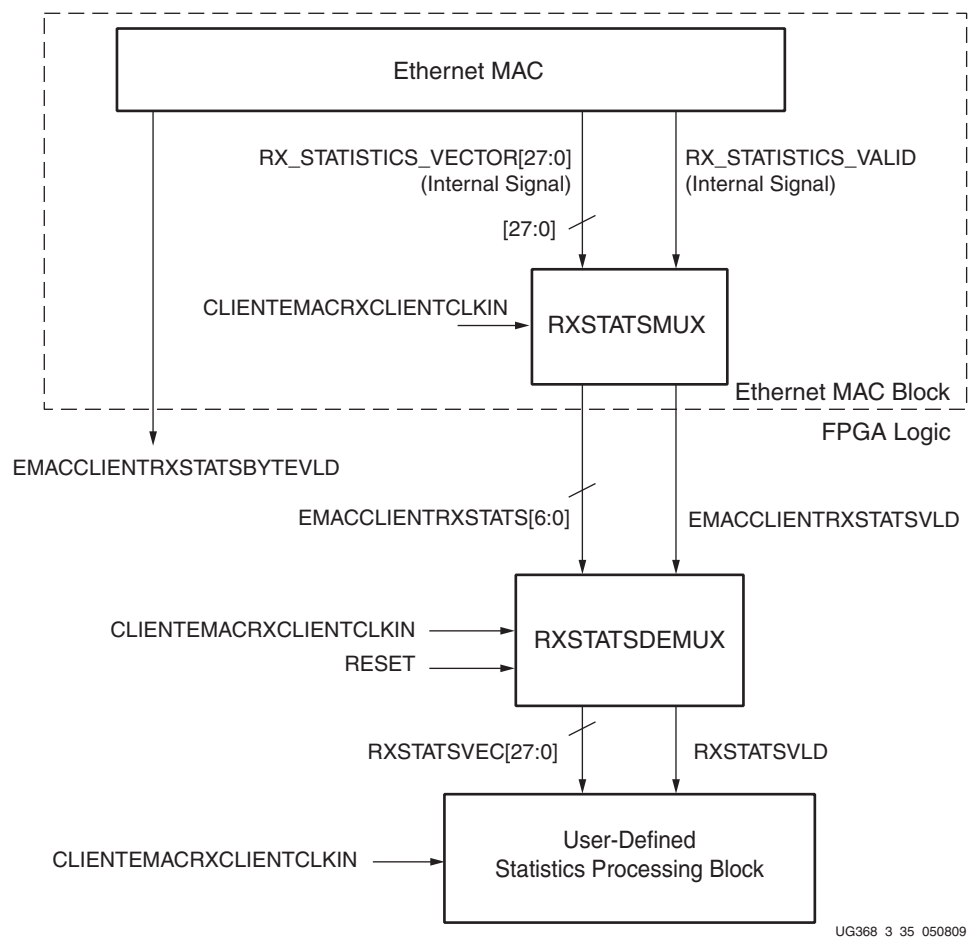 Ethernet MAC
RX_STATISTICS_VECTOR[27:0]
(Internal Signal)
RX_STATISTICS_VALID
(Internal Signal)
[27:0]
CLIENTEMACRXCLIENTCLKIN
RXSTATSMUX
Ethernet MAC Block
FPGA Logic
EMACCLIENTRXSTATSBYTEVLD
EMACCLIENTRXSTATS[6:0]
EMACCLIENTRXSTATSVLD
CLIENTEMACRXCLIENTCLKIN
RESET
RXSTATSDEMUX
RXSTATSVEC[27:0]
RXSTATSVLD
CLIENTEMACRXCLIENTCLKIN
User-Defined
Statistics Processing Block
UG368_3_35_050809